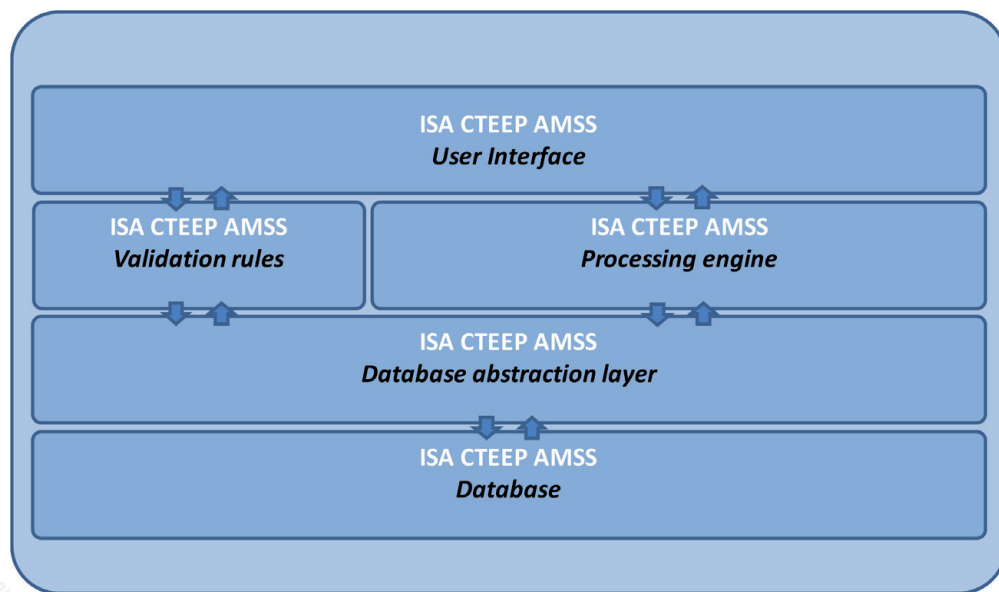 ISA CTEEP AMSS
User Interface
ISA CTEEP AMSS
Validation rules
ISA CTEEP AMSS
Processing engine
ISA CTEEP AMSS
Database abstraction layer
ISA CTEEP AMSS
Database